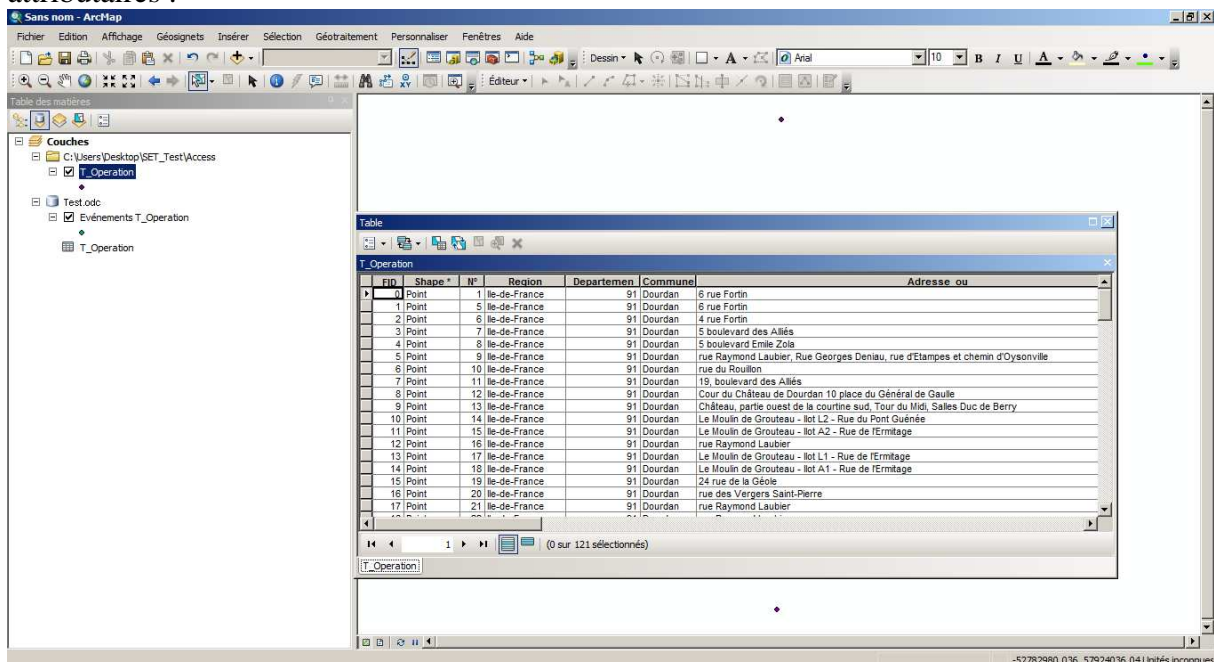 attributaires :
Sans nom - ArcMap
Fichier Edition Affichage Géosignets Insérer Sélection Géotraitement Personnaliser Fenêtres Aide
Dessin A Arial 10 B I U A
Éditeur
Table des matières
Couches
C:\Users\Desktop\SET_Test\Access
T_Operation
Test.odc
Evénements T_Operation
T_Operation
Table
T_Operation
FID Shape * N° Region Departemen Commune Adresse ou
0 Point 1 Ile-de-France 91 Dourdan 6 rue Fortin
1 Point 5 Ile-de-France 91 Dourdan 6 rue Fortin
2 Point 6 Ile-de-France 91 Dourdan 4 rue Fortin
3 Point 7 Ile-de-France 91 Dourdan 5 boulevard des Alliés
4 Point 8 Ile-de-France 91 Dourdan 5 boulevard Emile Zola
5 Point 9 Ile-de-France 91 Dourdan rue Raymond Laubier, Rue Georges Deniau, rue d'Etampes et chemin d'Oysonville
6 Point 10 Ile-de-France 91 Dourdan rue du Rouillon
7 Point 11 Ile-de-France 91 Dourdan 19, boulevard des Alliés
8 Point 12 Ile-de-France 91 Dourdan Cour du Château de Dourdan 10 place du Général de Gaulle
9 Point 13 Ile-de-France 91 Dourdan Château, partie ouest de la courtine sud, Tour du Midi, Salles Duc de Berry
10 Point 14 Ile-de-France 91 Dourdan Le Moulin de Grouteau - Ilot L2 - Rue du Pont Guénée
11 Point 15 Ile-de-France 91 Dourdan Le Moulin de Grouteau - Ilot A2 - Rue de l'Ermitage
12 Point 16 Ile-de-France 91 Dourdan rue Raymond Laubier
13 Point 17 Ile-de-France 91 Dourdan Le Moulin de Grouteau - Ilot L1 - Rue de l'Ermitage
14 Point 18 Ile-de-France 91 Dourdan Le Moulin de Grouteau - Ilot A1 - Rue de l'Ermitage
15 Point 19 Ile-de-France 91 Dourdan 24 rue de la Géole
16 Point 20 Ile-de-France 91 Dourdan rue des Vergers Saint-Pierre
17 Point 21 Ile-de-France 91 Dourdan rue Raymond Laubier
1 (0 sur 121 sélectionnés)
T_Operation
-52782980,036 57924036,04 Unités inconnues